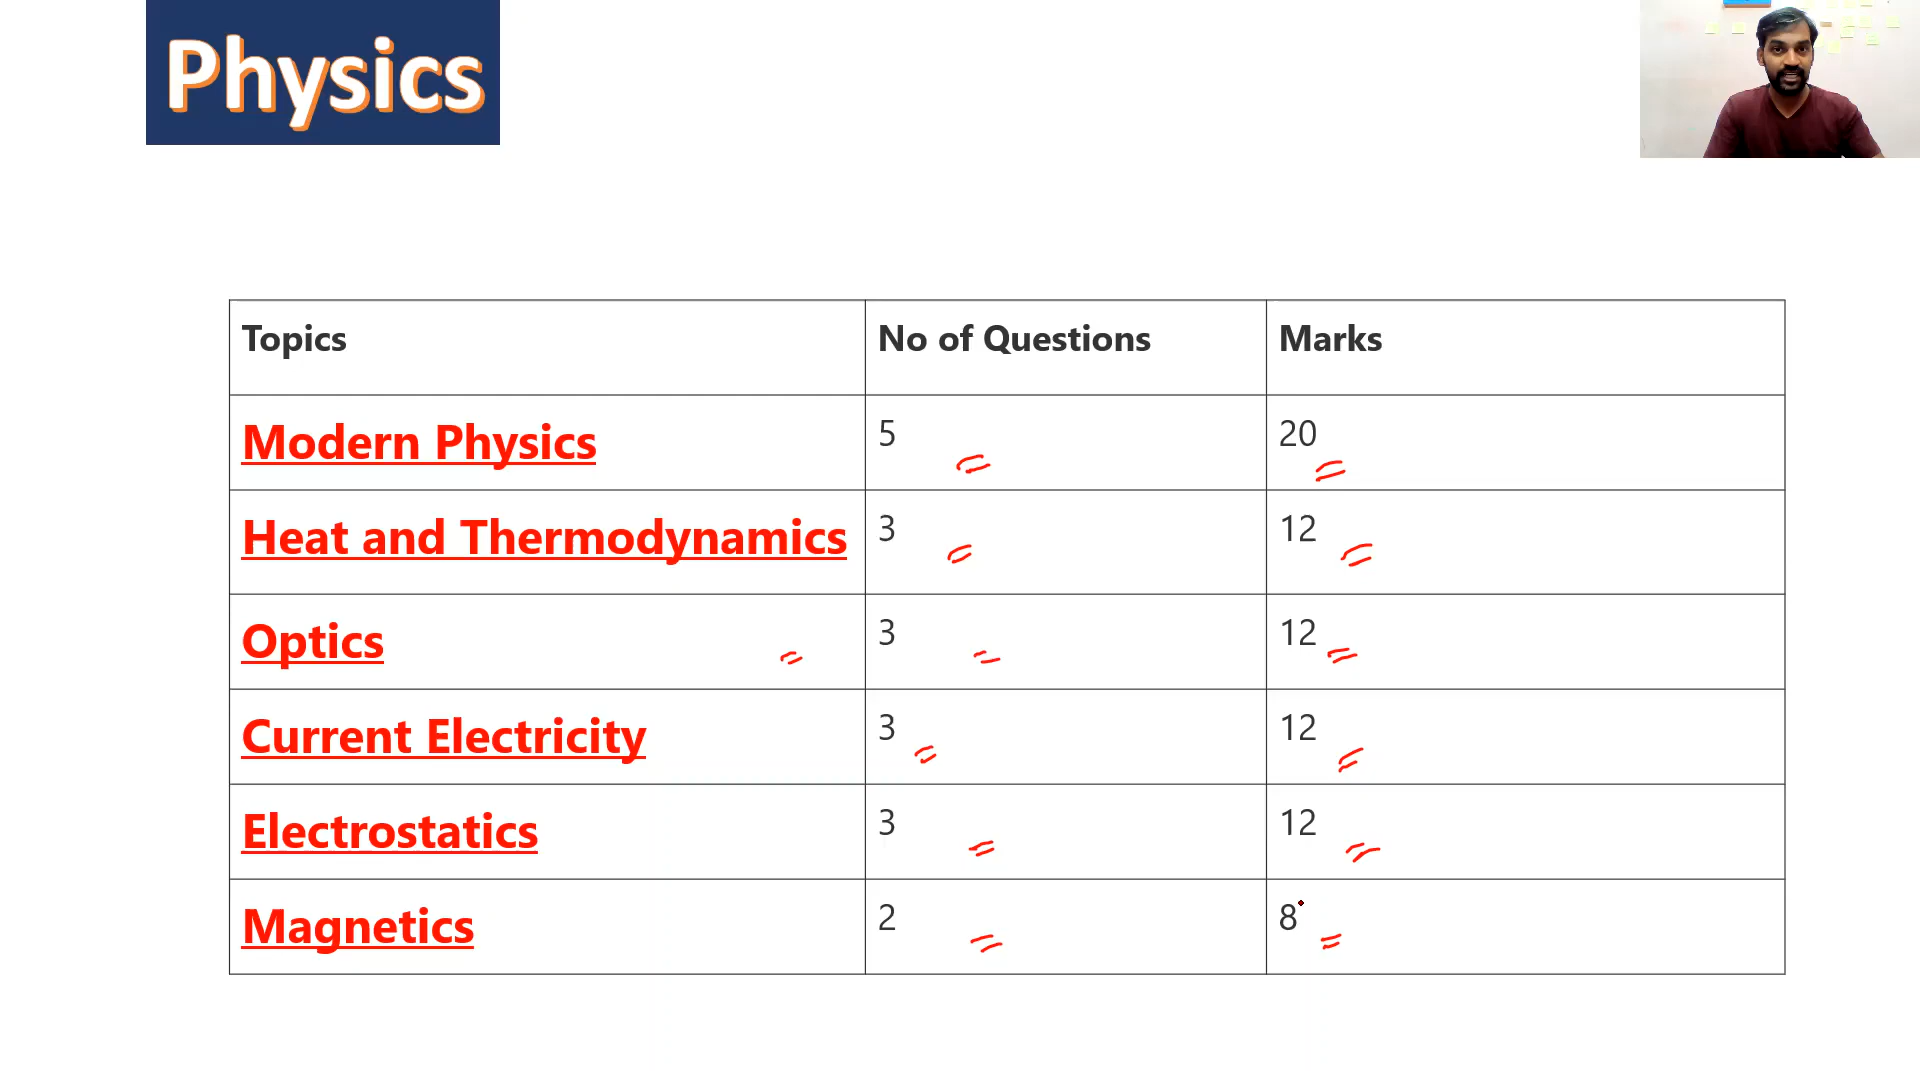 Physics
Topics No of Questions Marks
Modern Physics 5 20
Heat and Thermodynamics 3 12
Optics 3 12
Current Electricity 3 12
Electrostatics 3 12
Magnetics 2 8